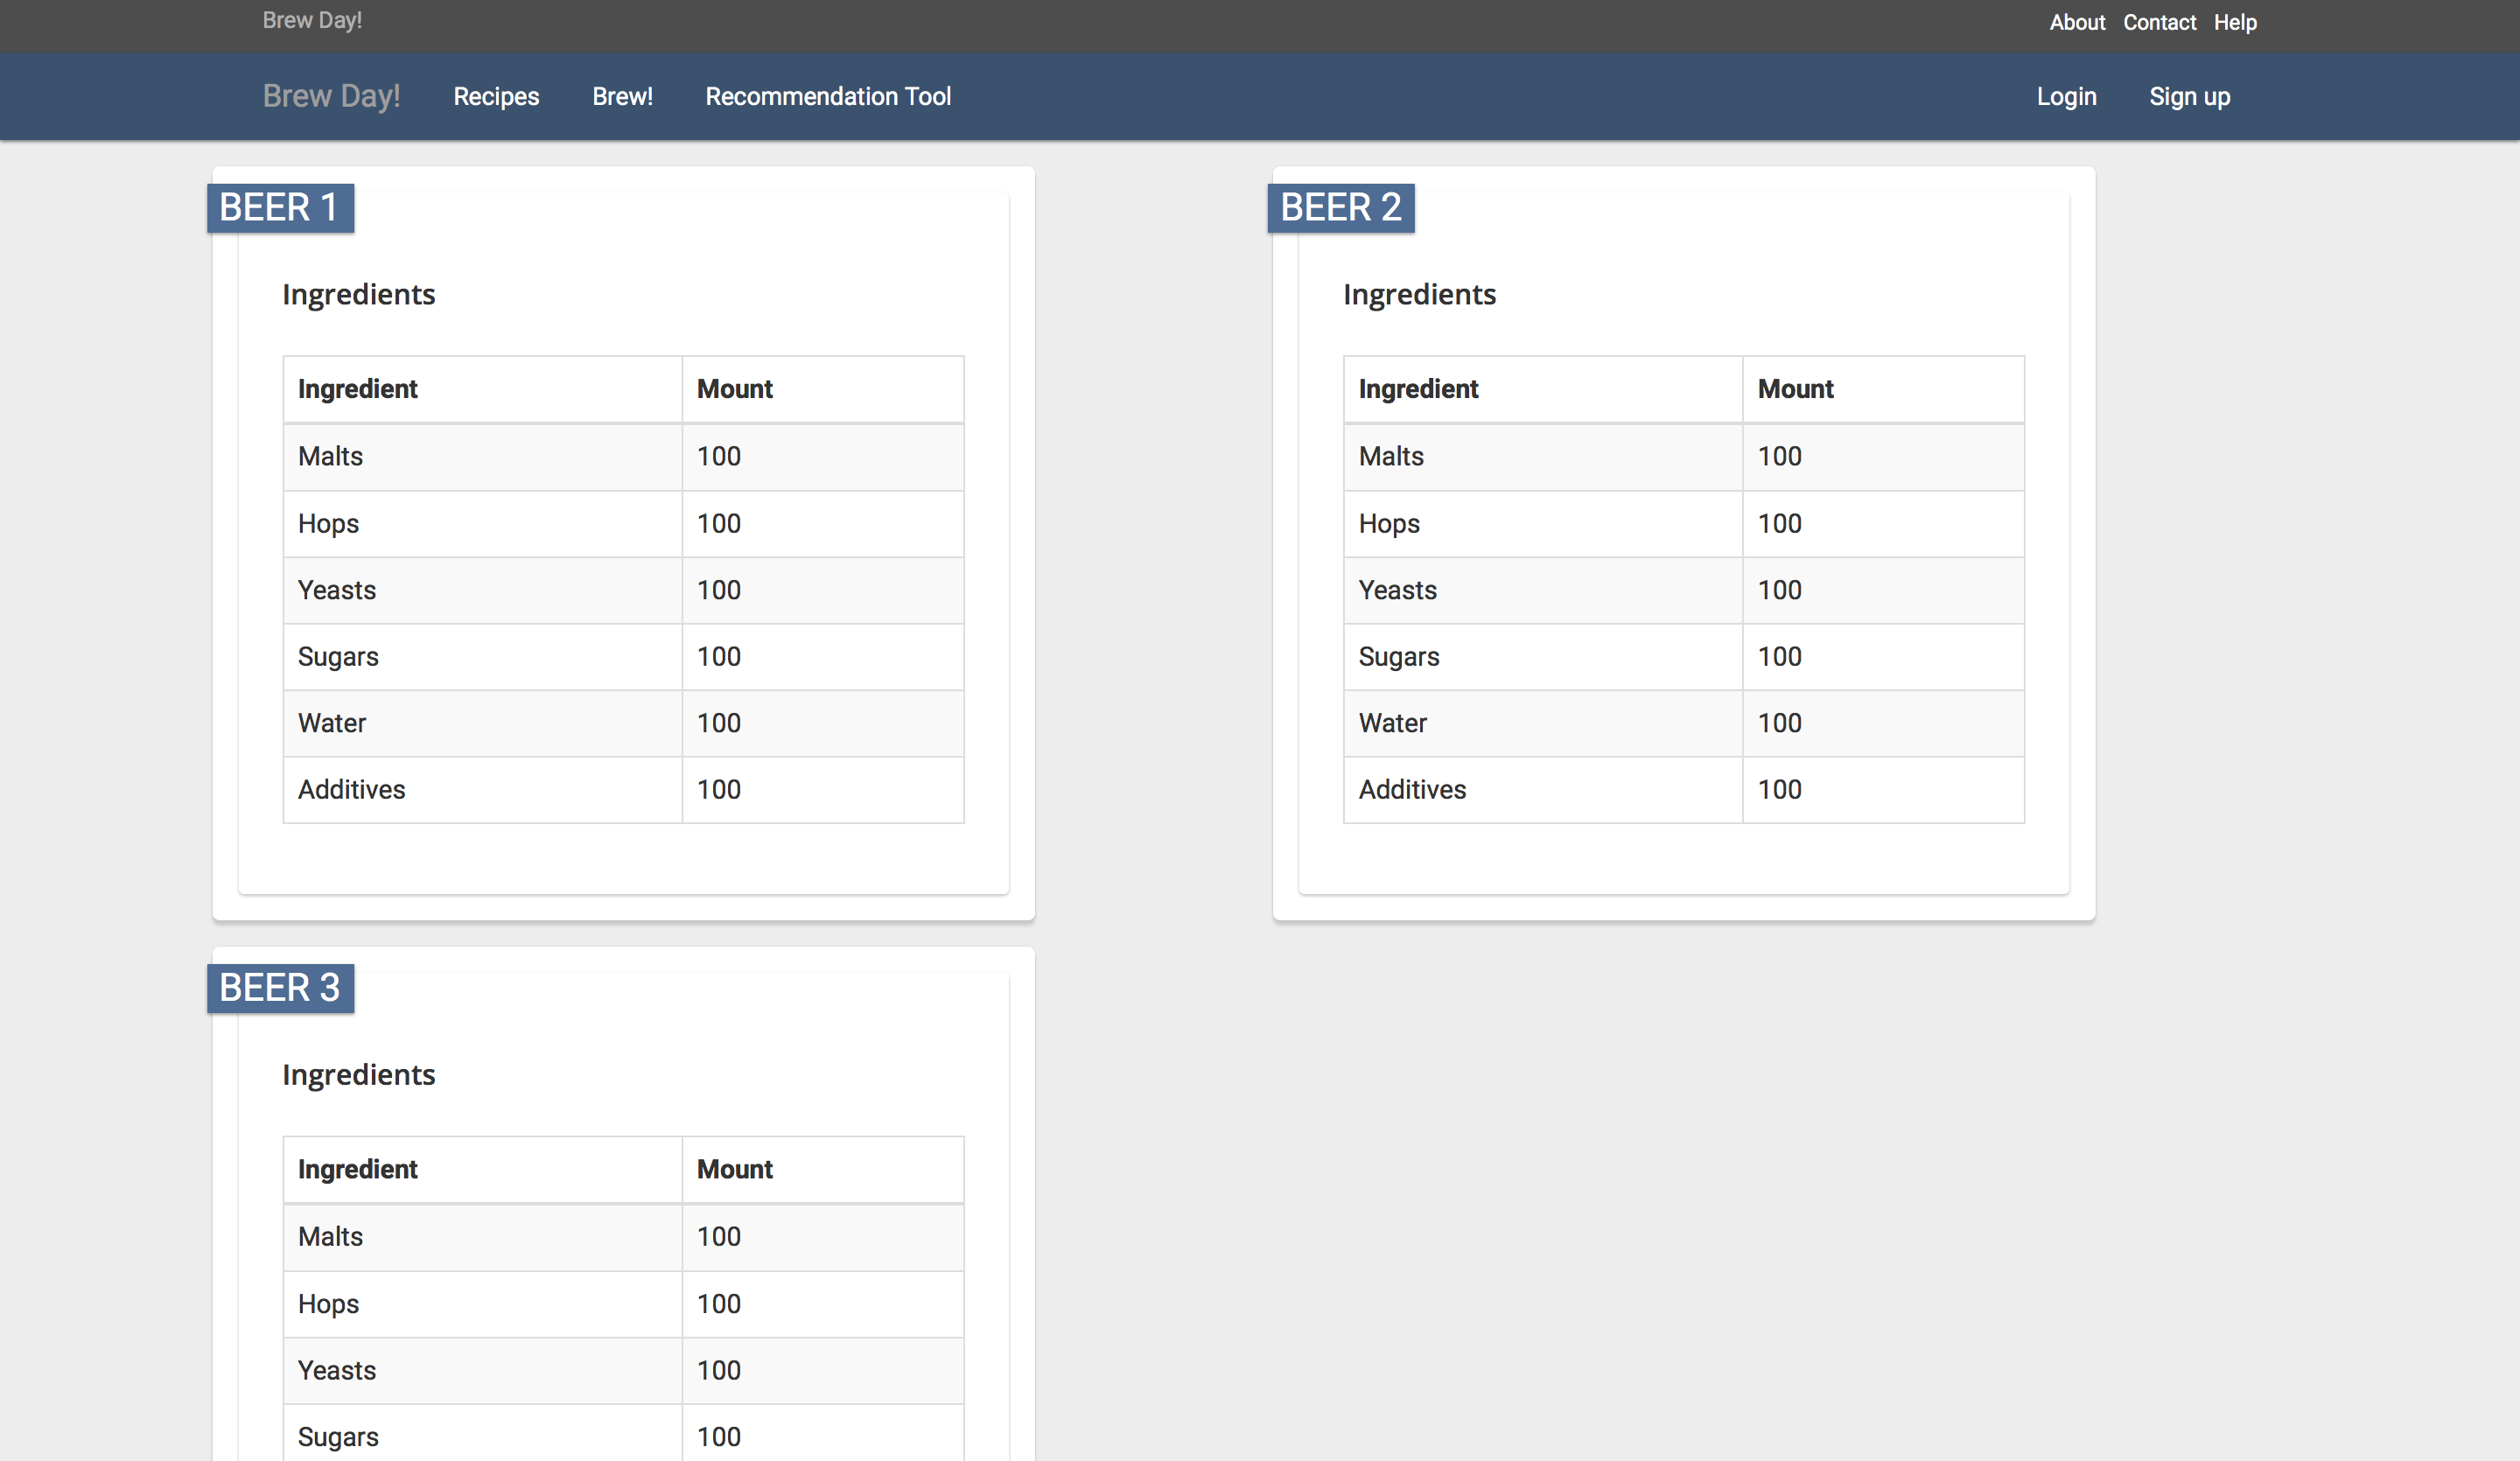 Brew Day!
About Contact Help
Brew Day! Recipes Brew! Recommendation Tool Login Sign up
BEER 1
Ingredients
Ingredient Mount
Malts 100
Hops 100
Yeasts 100
Sugars 100
Water 100
Additives 100
BEER 2
Ingredients
Ingredient Mount
Malts 100
Hops 100
Yeasts 100
Sugars 100
Water 100
Additives 100
BEER 3
Ingredients
Ingredient Mount
Malts 100
Hops 100
Yeasts 100
Sugars 100